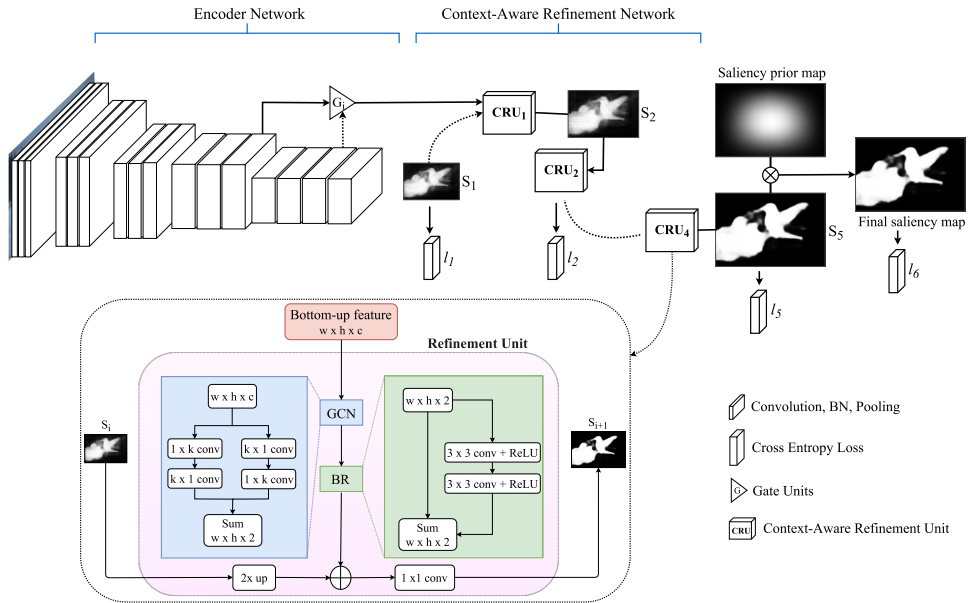 Encoder Network
Context-Aware Refinement Network
Saliency prior map
G_i
CRU_1
S_2
S_1
CRU_2
CRU_4
S_5
Final saliency map
l_1
l_2
l_5
l_6
Bottom-up feature
w x h x c
Refinement Unit
w x h x c
1 x k conv
k x 1 conv
k x 1 conv
1 x k conv
Sum
w x h x 2
GCN
BR
w x h x 2
3 x 3 conv + ReLU
3 x 3 conv + ReLU
Sum
w x h x 2
S_i
S_{i+1}
2x up
1 x1 conv
Convolution, BN, Pooling
Cross Entropy Loss
G
Gate Units
CRU
Context-Aware Refinement Unit